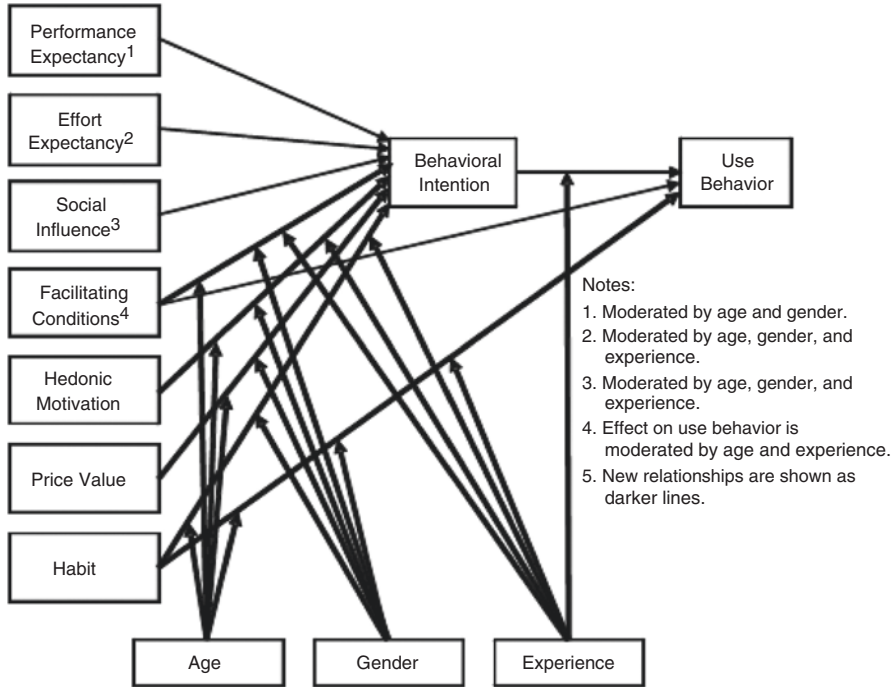 Performance
Expectancy1
Effort
Expectancy2
Social
Influence3
Facilitating
Conditions4
Hedonic
Motivation
Price Value
Habit
Behavioral
Intention
Use
Behavior
Notes:
1. Moderated by age and gender.
2. Moderated by age, gender, and
experience.
3. Moderated by age, gender, and
experience.
4. Effect on use behavior is
moderated by age and experience.
5. New relationships are shown as
darker lines.
Age
Gender
Experience